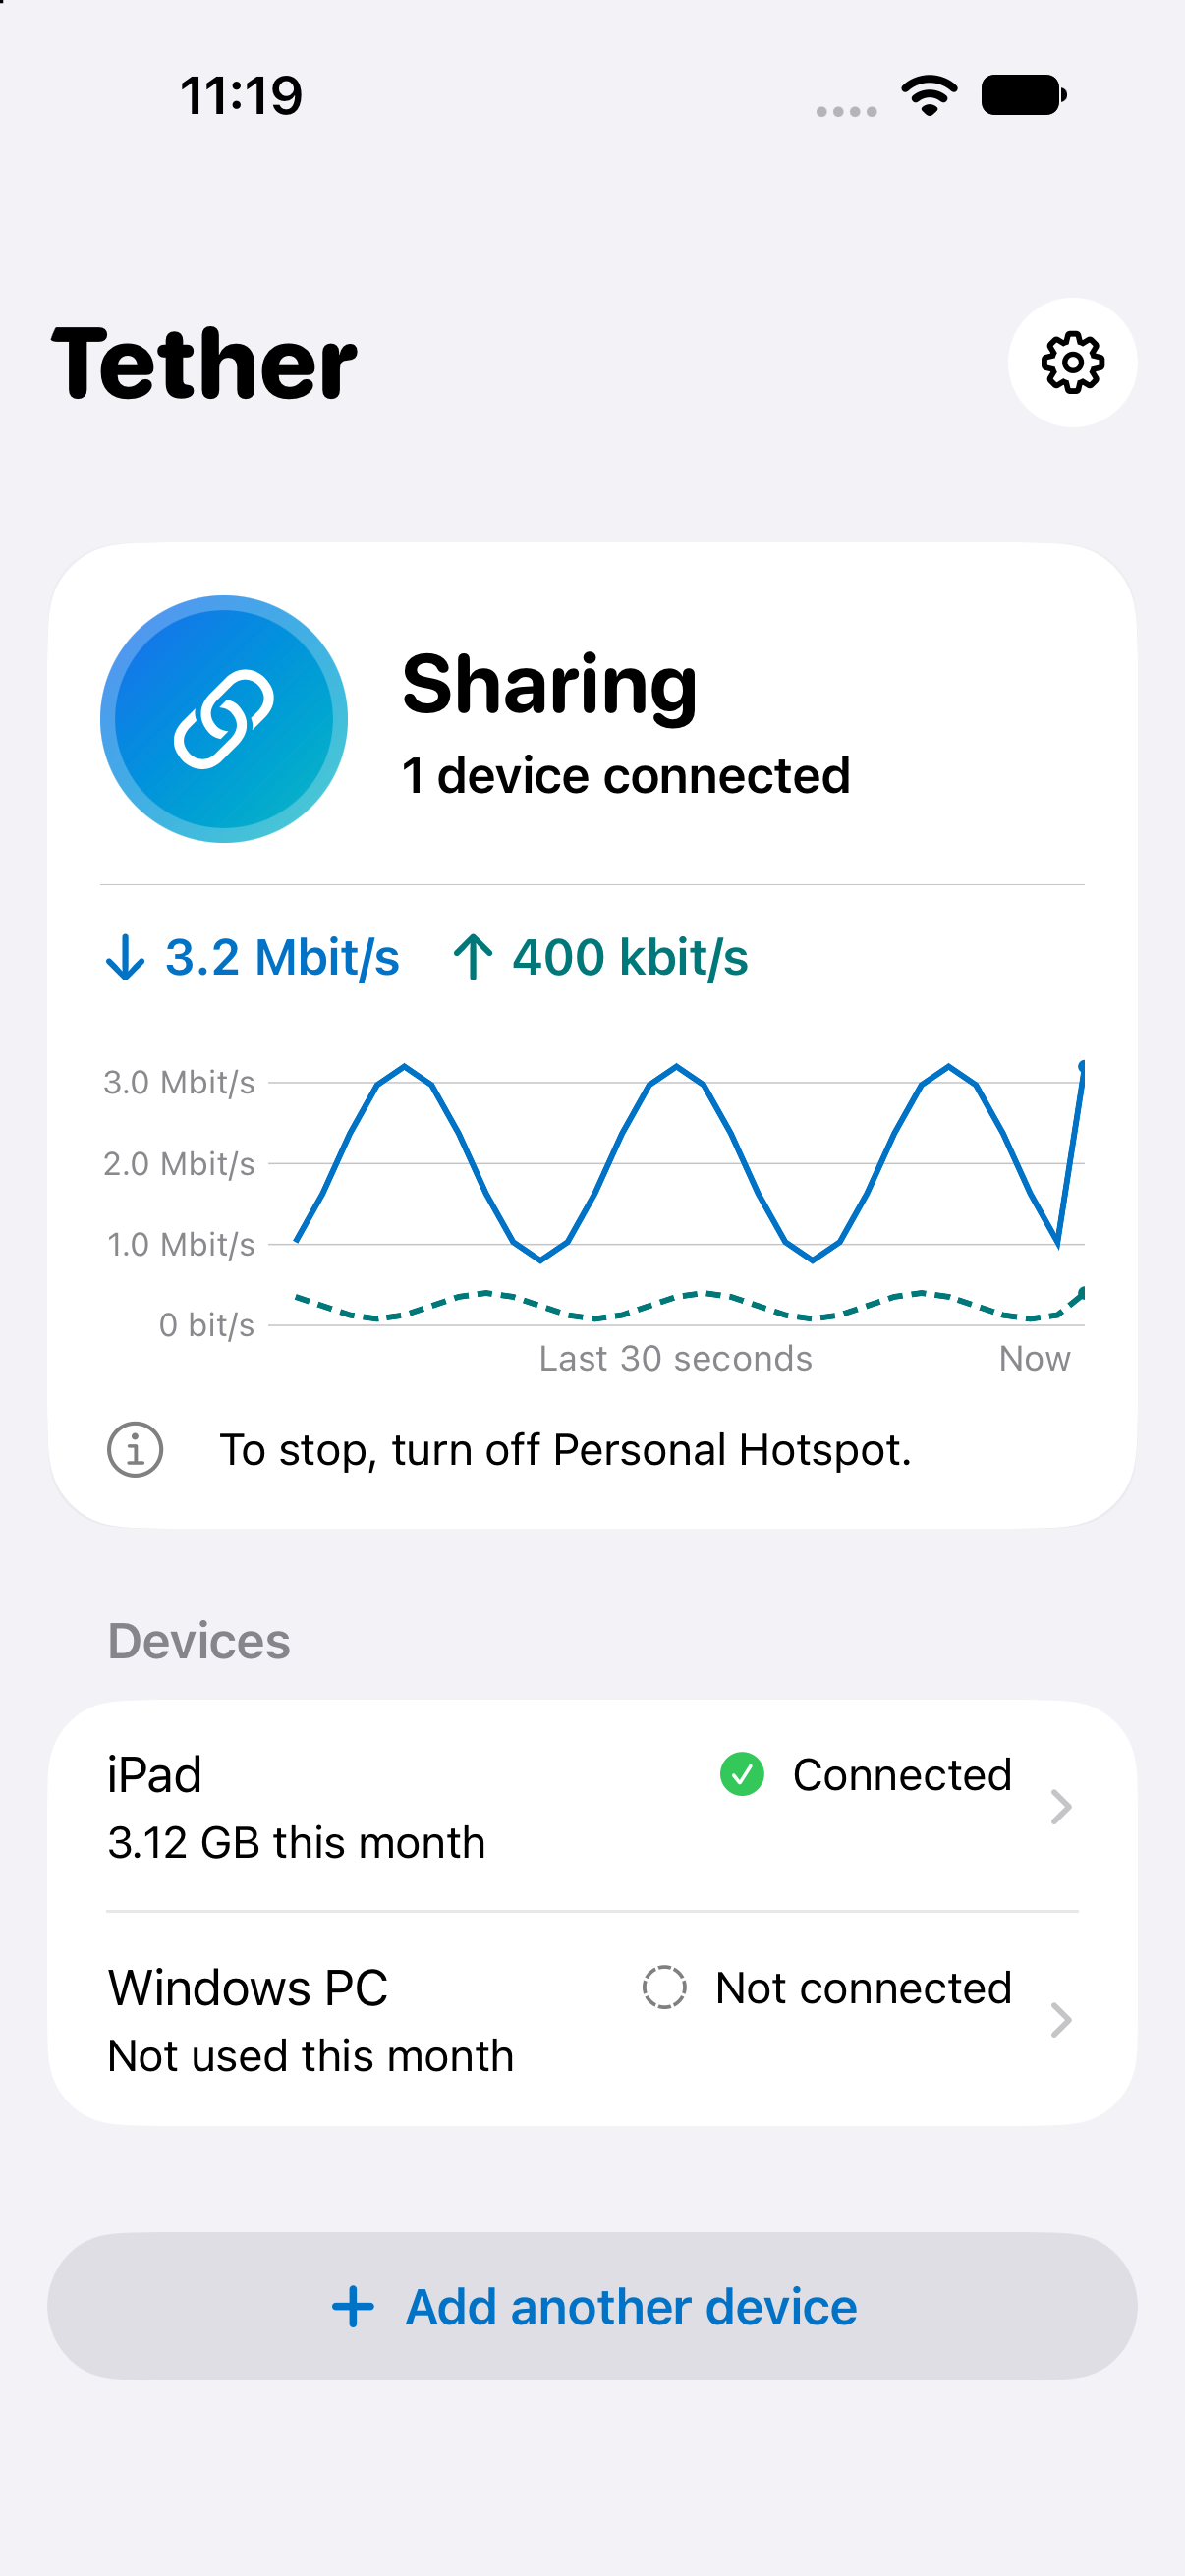 11:19
Tether
Sharing
1 device connected
↓ 3.2 Mbit/s ↑ 400 kbit/s
3.0 Mbit/s
2.0 Mbit/s
1.0 Mbit/s
0 bit/s
Last 30 seconds Now
To stop, turn off Personal Hotspot.
Devices
iPad Connected
3.12 GB this month
Windows PC Not connected
Not used this month
+ Add another device